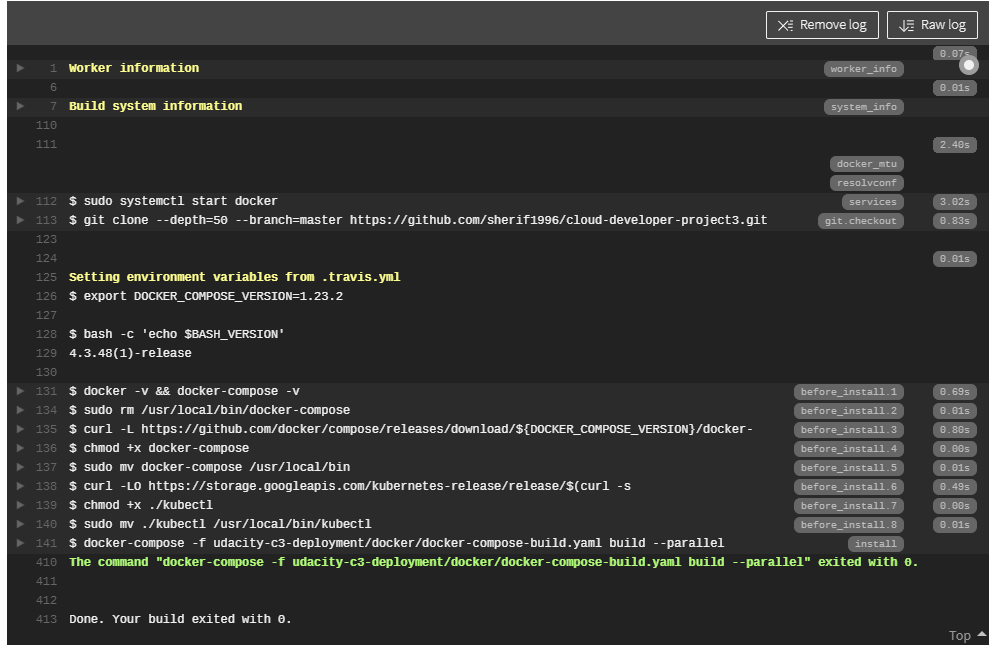 Remove log Raw log
0.07s
1 Worker information worker_info
6 0.01s
7 Build system information system_info
110
111 2.40s
docker_mtu
resolvconf
112 $ sudo systemctl start docker services 3.02s
113 $ git clone --depth=50 --branch=master https://github.com/sherif1996/cloud-developer-project3.git git.checkout 0.83s
123
124 0.01s
125 Setting environment variables from .travis.yml
126 $ export DOCKER_COMPOSE_VERSION=1.23.2
127
128 $ bash -c 'echo $BASH_VERSION'
129 4.3.48(1)-release
130
131 $ docker -v && docker-compose -v before_install.1 0.69s
134 $ sudo rm /usr/local/bin/docker-compose before_install.2 0.01s
135 $ curl -L https://github.com/docker/compose/releases/download/${DOCKER_COMPOSE_VERSION}/docker- before_install.3 0.80s
136 $ chmod +x docker-compose before_install.4 0.00s
137 $ sudo mv docker-compose /usr/local/bin before_install.5 0.01s
138 $ curl -LO https://storage.googleapis.com/kubernetes-release/release/$(curl -s before_install.6 0.49s
139 $ chmod +x ./kubectl before_install.7 0.00s
140 $ sudo mv ./kubectl /usr/local/bin/kubectl before_install.8 0.01s
141 $ docker-compose -f udacity-c3-deployment/docker/docker-compose-build.yaml build --parallel install
410 The command "docker-compose -f udacity-c3-deployment/docker/docker-compose-build.yaml build --parallel" exited with 0.
411
412
413 Done. Your build exited with 0.
Top